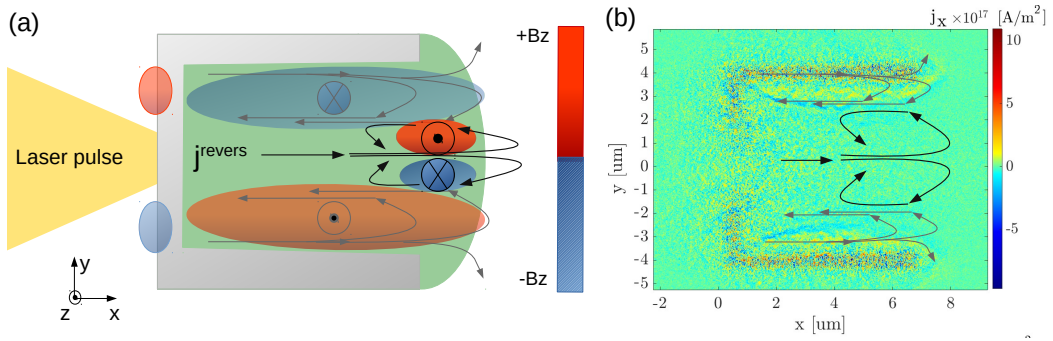 (a)
+Bz
Laser pulse
j^revers
y
z
x
-Bz
(b)
j_x ×10^17 [A/m^2]
10
5
0
-5
5
4
3
2
1
0
-1
-2
-3
-4
-5
y [um]
-2
0
2
4
6
8
x [um]